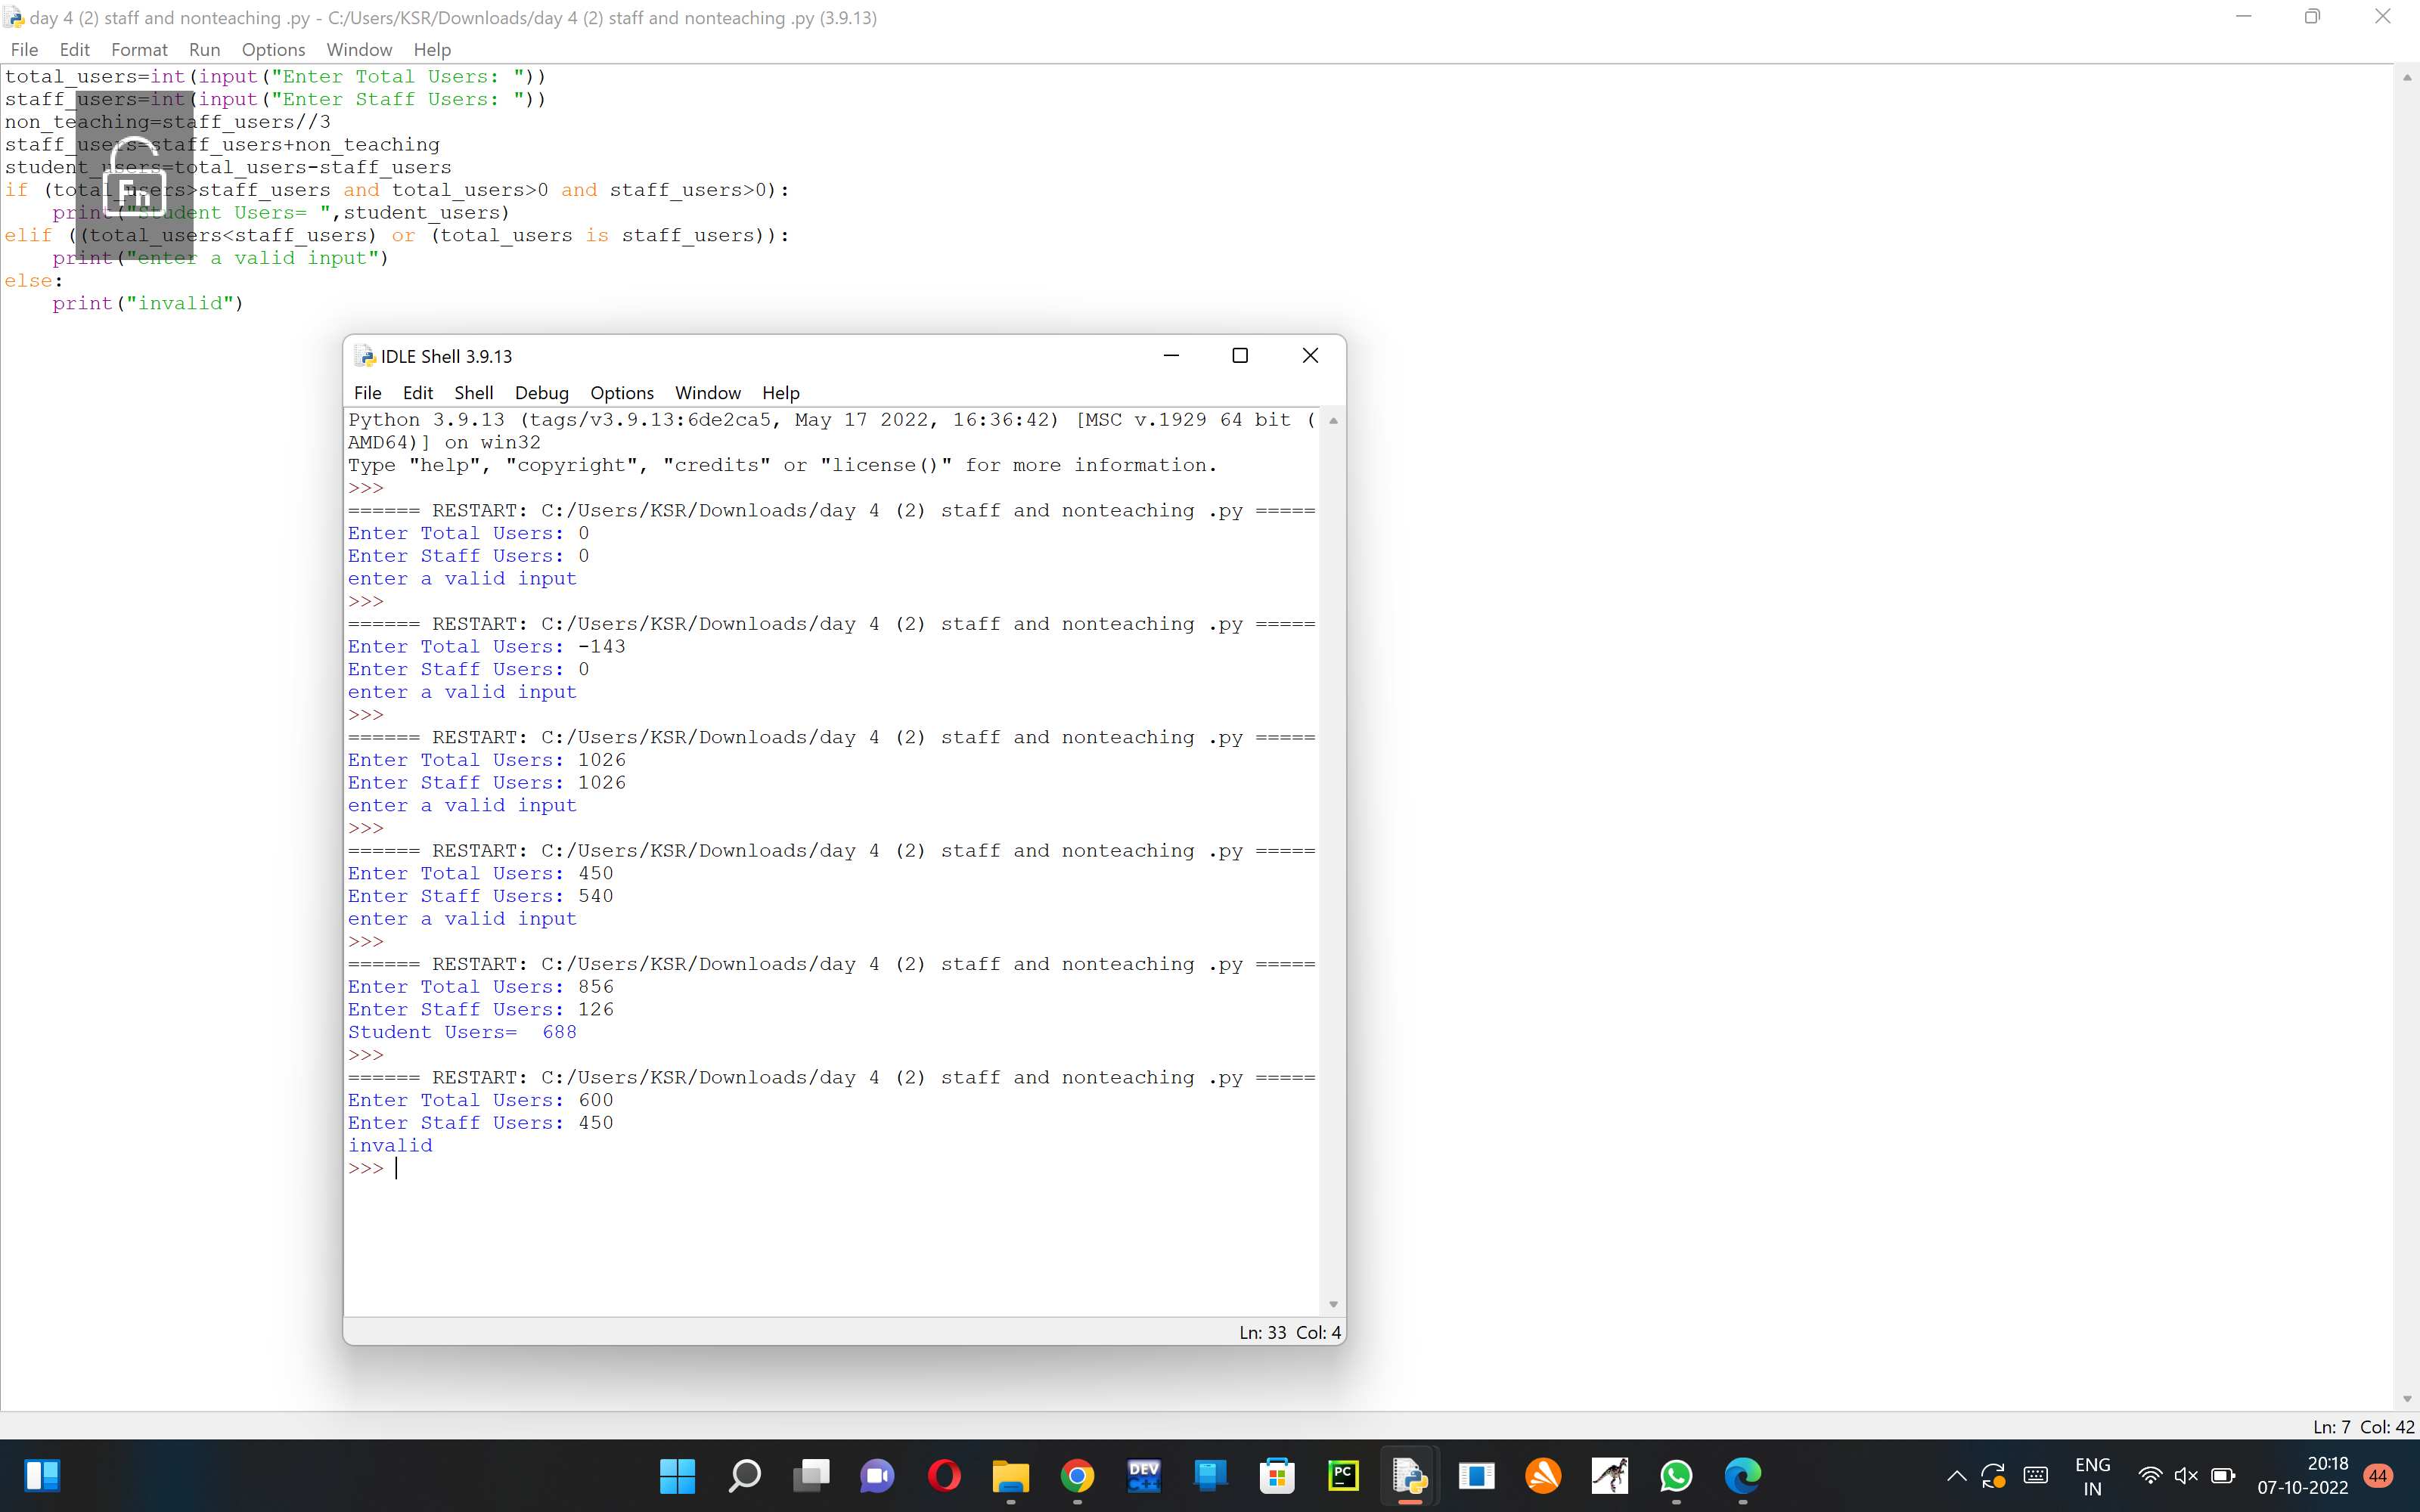 day 4 (2) staff and nonteaching .py - C:/Users/KSR/Downloads/day 4 (2) staff and nonteaching .py (3.9.13)
File Edit Format Run Options Window Help
total_users=int(input("Enter Total Users: "))
staff_users=int(input("Enter Staff Users: "))
non_teaching=staff_users//3
staff_users=staff_users+non_teaching
student_users=total_users-staff_users
if (total_users>staff_users and total_users>0 and staff_users>0):
    print("Student Users= ",student_users)
elif ((total_users<staff_users) or (total_users is staff_users)):
    print("enter a valid input")
else:
    print("invalid")
Fn
IDLE Shell 3.9.13
File Edit Shell Debug Options Window Help
Python 3.9.13 (tags/v3.9.13:6de2ca5, May 17 2022, 16:36:42) [MSC v.1929 64 bit (
AMD64)] on win32
Type "help", "copyright", "credits" or "license()" for more information.
>>>
====== RESTART: C:/Users/KSR/Downloads/day 4 (2) staff and nonteaching .py =====
Enter Total Users: 0
Enter Staff Users: 0
enter a valid input
>>>
====== RESTART: C:/Users/KSR/Downloads/day 4 (2) staff and nonteaching .py =====
Enter Total Users: -143
Enter Staff Users: 0
enter a valid input
>>>
====== RESTART: C:/Users/KSR/Downloads/day 4 (2) staff and nonteaching .py =====
Enter Total Users: 1026
Enter Staff Users: 1026
enter a valid input
>>>
====== RESTART: C:/Users/KSR/Downloads/day 4 (2) staff and nonteaching .py =====
Enter Total Users: 450
Enter Staff Users: 540
enter a valid input
>>>
====== RESTART: C:/Users/KSR/Downloads/day 4 (2) staff and nonteaching .py =====
Enter Total Users: 856
Enter Staff Users: 126
Student Users=  688
>>>
====== RESTART: C:/Users/KSR/Downloads/day 4 (2) staff and nonteaching .py =====
Enter Total Users: 600
Enter Staff Users: 450
invalid
>>>
Ln: 33 Col: 4
Ln: 7 Col: 42
DEV C++
PC
ENG
IN
20:18
07-10-2022
44